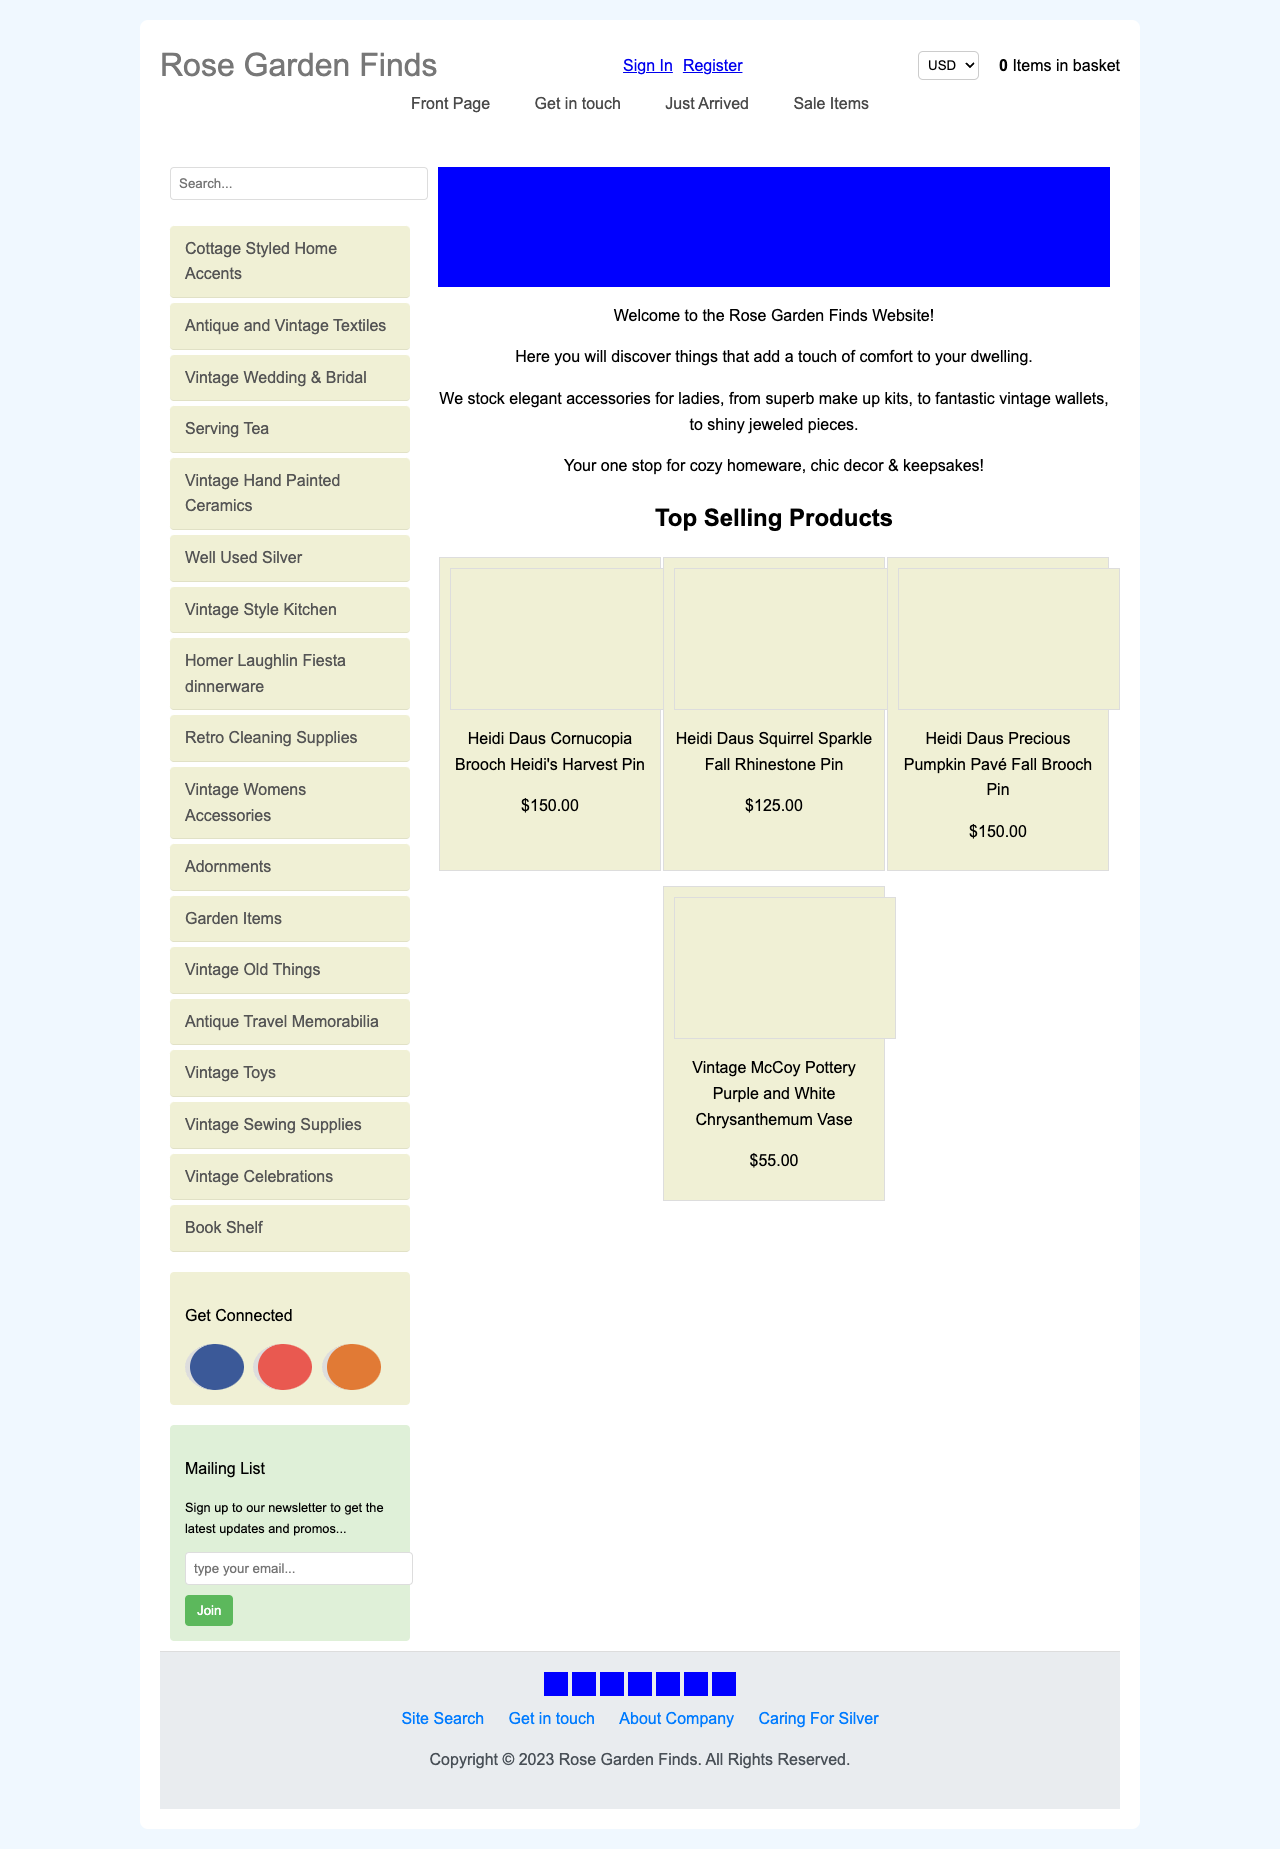 Rose Garden Finds
Sign In Register
USD
0 Items in basket
Front Page Get in touch Just Arrived Sale Items
Search...
Cottage Styled Home
Accents
Antique and Vintage Textiles
Vintage Wedding & Bridal
Serving Tea
Vintage Hand Painted
Ceramics
Well Used Silver
Vintage Style Kitchen
Homer Laughlin Fiesta
dinnerware
Retro Cleaning Supplies
Vintage Womens
Accessories
Adornments
Garden Items
Vintage Old Things
Antique Travel Memorabilia
Vintage Toys
Vintage Sewing Supplies
Vintage Celebrations
Book Shelf
Get Connected
Mailing List
Sign up to our newsletter to get the
latest updates and promos...
type your email...
Join
Welcome to the Rose Garden Finds Website!
Here you will discover things that add a touch of comfort to your dwelling.
We stock elegant accessories for ladies, from superb make up kits, to fantastic vintage wallets,
to shiny jeweled pieces.
Your one stop for cozy homeware, chic decor & keepsakes!
Top Selling Products
Heidi Daus Cornucopia
Brooch Heidi's Harvest Pin
$150.00
Heidi Daus Squirrel Sparkle
Fall Rhinestone Pin
$125.00
Heidi Daus Precious
Pumpkin Pavé Fall Brooch
Pin
$150.00
Vintage McCoy Pottery
Purple and White
Chrysanthemum Vase
$55.00
Site Search Get in touch About Company Caring For Silver
Copyright © 2023 Rose Garden Finds. All Rights Reserved.